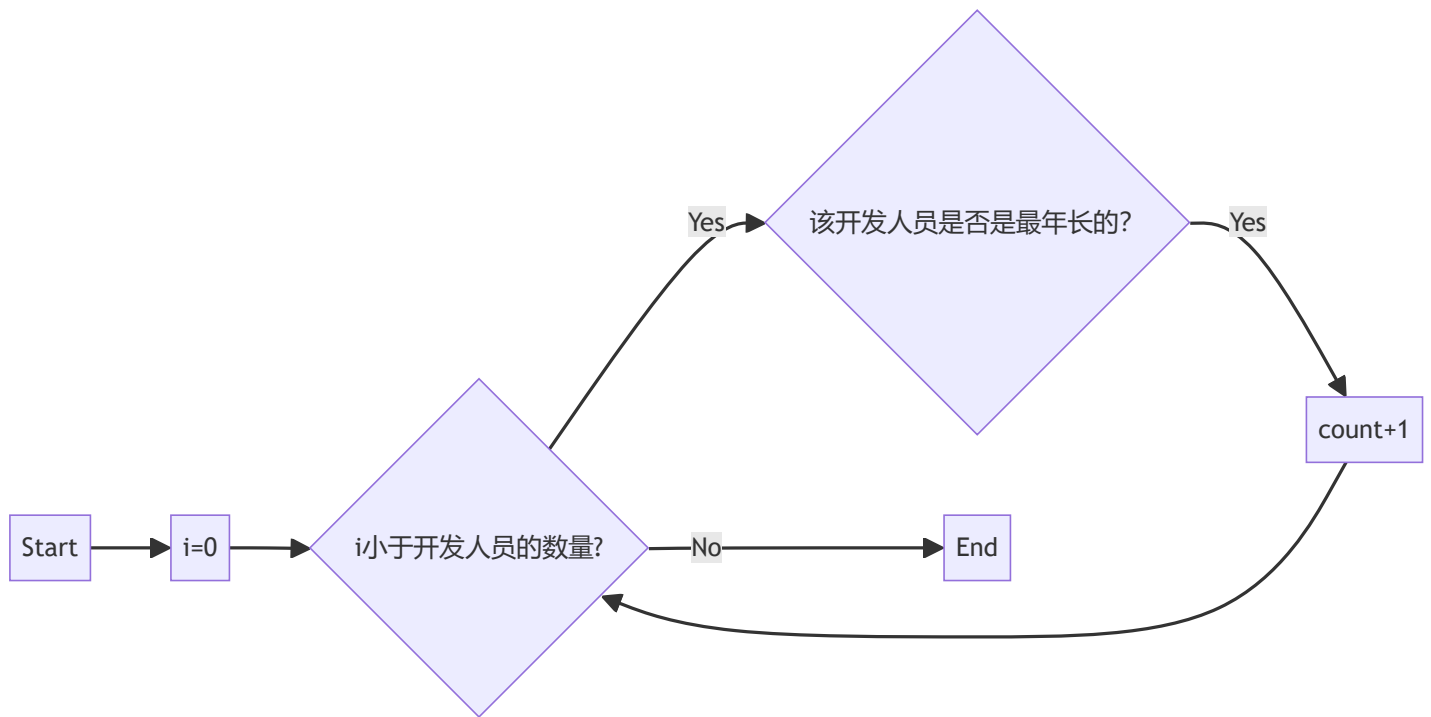 Start
i=0
i小于开发人员的数量?
Yes
该开发人员是否是最年长的?
Yes
count+1
No
End